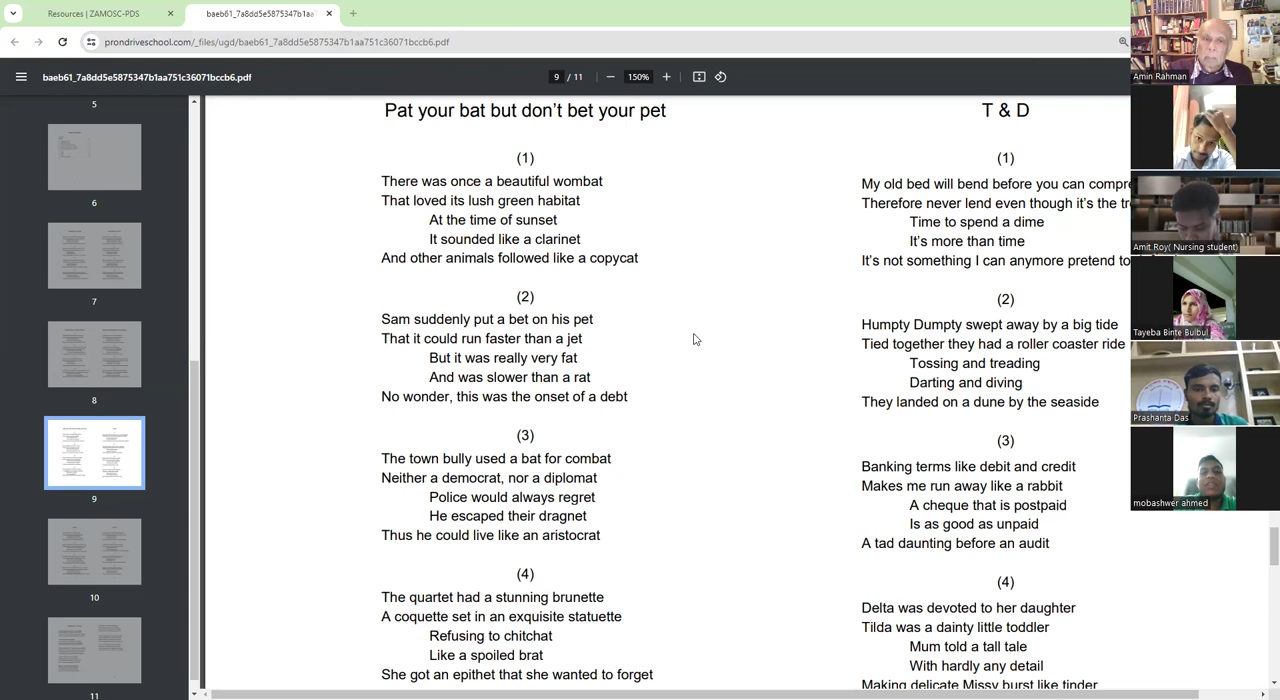 Resources | ZAMOSC-PDS
baeb61_7a8dd5e5875347b1aa751
prondriveschool.com/_files/ugd/baeb61_7a8dd5e5875347b1aa751c36071bccb6.pdf
baeb61_7a8dd5e5875347b1aa751c36071bccb6.pdf
9 / 11
150%
5
6
7
8
9
10
11
Pat your bat but don’t bet your pet
(1)
There was once a beautiful wombat
That loved its lush green habitat
At the time of sunset
It sounded like a clarinet
And other animals followed like a copycat
(2)
Sam suddenly put a bet on his pet
That it could run faster than a jet
But it was really very fat
And was slower than a rat
No wonder, this was the onset of a debt
(3)
The town bully used a bat for combat
Neither a democrat, nor a diplomat
Police would always regret
He escaped their dragnet
Thus he could live like an aristocrat
(4)
The quartet had a stunning brunette
A coquette set in an exquisite statuette
Refusing to chitchat
Like a spoiled brat
She got an epithet that she wanted to forget
T & D
(1)
My old bed will bend before you can
Therefore never lend even though it’s the
Time to spend a dime
It’s more than time
It’s not something I can anymore pretend to
(2)
Humpty Dumpty swept away by a big tide
Tied together they had a roller coaster ride
Tossing and treading
Darting and diving
They landed on a dune by the seaside
(3)
Banking terms like debit and credit
Makes me run away like a rabbit
A cheque that is postpaid
Is as good as unpaid
A tad daunting before an audit
(4)
Delta was devoted to her daughter
Tilda was a dainty little toddler
Mum told a tall tale
With hardly any detail
Making delicate Missy burst like tinder
Amin Rahman
Amit Roy( Nursing student)
Tayeba Binte Bulbul
Prashanta Das
mobashwer ahmed